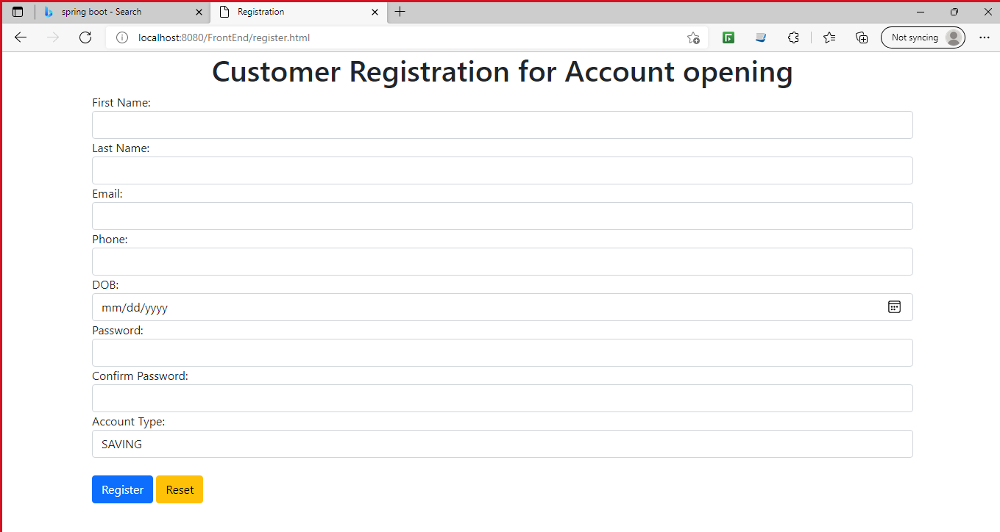 spring boot - Search
Registration
localhost:8080/FrontEnd/register.html
Not syncing
Customer Registration for Account opening
First Name:
Last Name:
Email:
Phone:
DOB:
mm/dd/yyyy
Password:
Confirm Password:
Account Type:
SAVING
Register Reset